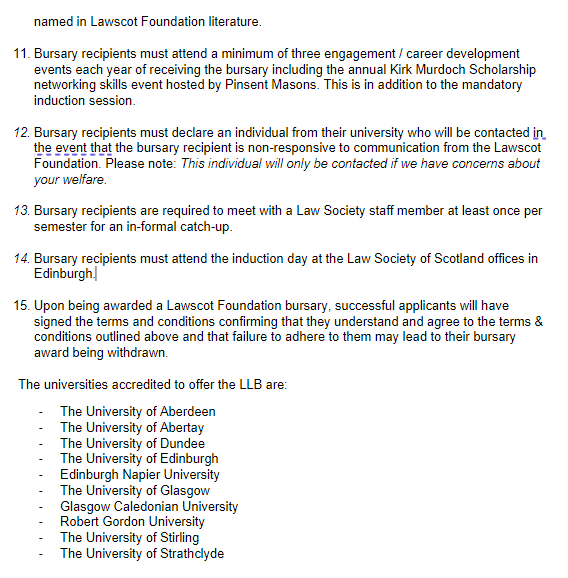 named in Lawscot Foundation literature.
11. Bursary recipients must attend a minimum of three engagement / career development
events each year of receiving the bursary including the annual Kirk Murdoch Scholarship
networking skills event hosted by Pinsent Masons. This is in addition to the mandatory
induction session.
12. Bursary recipients must declare an individual from their university who will be contacted in
the event that the bursary recipient is non-responsive to communication from the Lawscot
Foundation. Please note: This individual will only be contacted if we have concerns about
your welfare.
13. Bursary recipients are required to meet with a Law Society staff member at least once per
semester for an in-formal catch-up.
14. Bursary recipients must attend the induction day at the Law Society of Scotland offices in
Edinburgh.
15. Upon being awarded a Lawscot Foundation bursary, successful applicants will have
signed the terms and conditions confirming that they understand and agree to the terms &
conditions outlined above and that failure to adhere to them may lead to their bursary
award being withdrawn.
The universities accredited to offer the LLB are:
- The University of Aberdeen
- The University of Abertay
- The University of Dundee
- The University of Edinburgh
- Edinburgh Napier University
- The University of Glasgow
- Glasgow Caledonian University
- Robert Gordon University
- The University of Stirling
- The University of Strathclyde